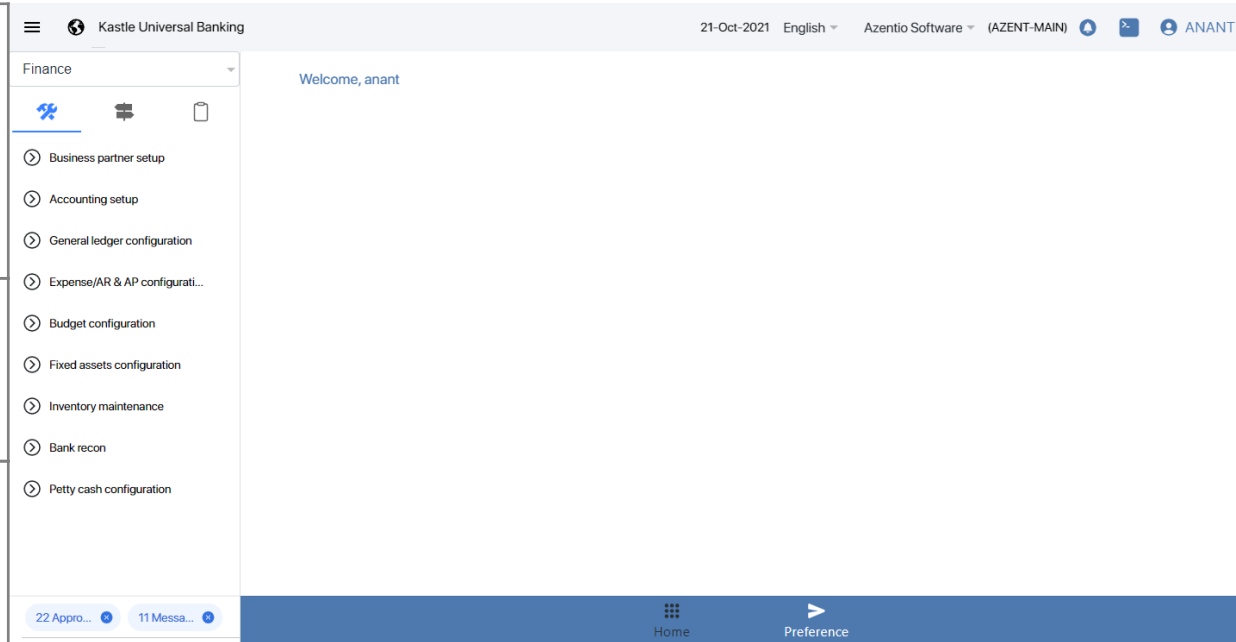 Kastle Universal Banking 21-Oct-2021 English Azentio Software (AZENT-MAIN) ANANT
Finance
Welcome, anant
Business partner setup
Accounting setup
General ledger configuration
Expense/AR & AP configurati...
Budget configuration
Fixed assets configuration
Inventory maintenance
Bank recon
Petty cash configuration
22 Appro... 11 Messa...
Home Preference